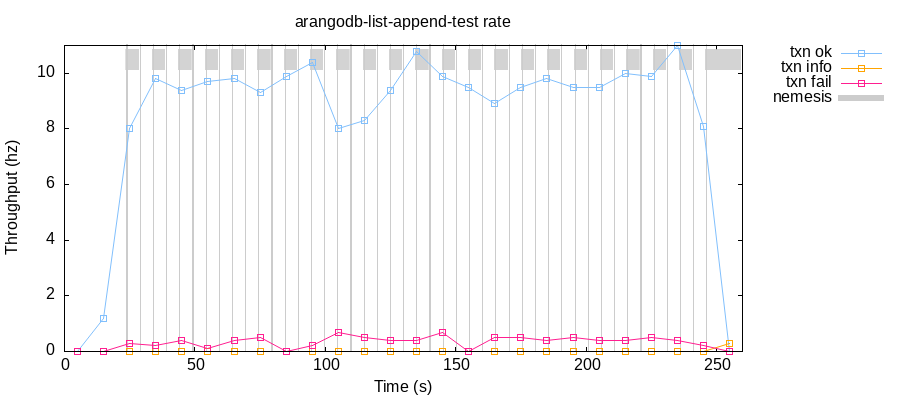 arangodb-list-append-test rate
txn ok
txn info
txn fail
nemesis
Throughput (hz)
10
8
6
4
2
0
0 50 100 150 200 250
Time (s)